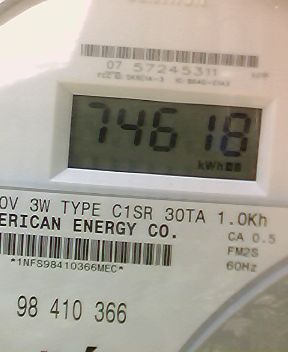 07 57245311
74618
kWh
0V 3W TYPE C1SR 30TA 1.0Kh
ERICAN ENERGY CO.
CA 0.5
FM2S
60Hz
*1NFS98410366MEC*
98 410 366